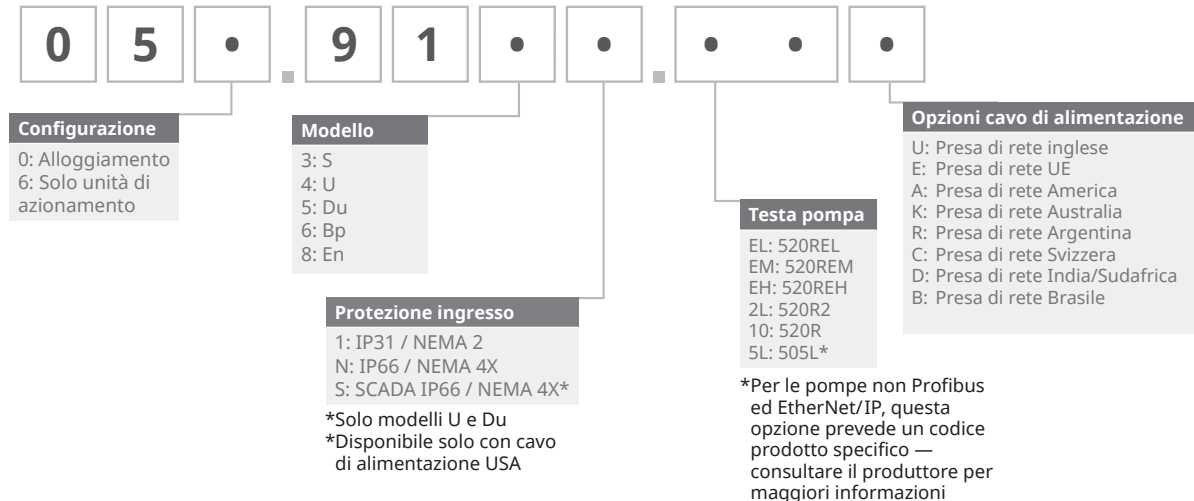 0 5 • . 9 1 • • . • • •
Configurazione
0: Alloggiamento
6: Solo unità di
azionamento
Modello
3: S
4: U
5: Du
6: Bp
8: En
Protezione ingresso
1: IP31 / NEMA 2
N: IP66 / NEMA 4X
S: SCADA IP66 / NEMA 4X*
*Solo modelli U e Du
*Disponibile solo con cavo
di alimentazione USA
Testa pompa
EL: 520REL
EM: 520REM
EH: 520REH
2L: 520R2
10: 520R
5L: 505L*
*Per le pompe non Profibus
ed EtherNet/IP, questa
opzione prevede un codice
prodotto specifico —
consultare il produttore per
maggiori informazioni
Opzioni cavo di alimentazione
U: Presa di rete inglese
E: Presa di rete UE
A: Presa di rete America
K: Presa di rete Australia
R: Presa di rete Argentina
C: Presa di rete Svizzera
D: Presa di rete India/Sudafrica
B: Presa di rete Brasile